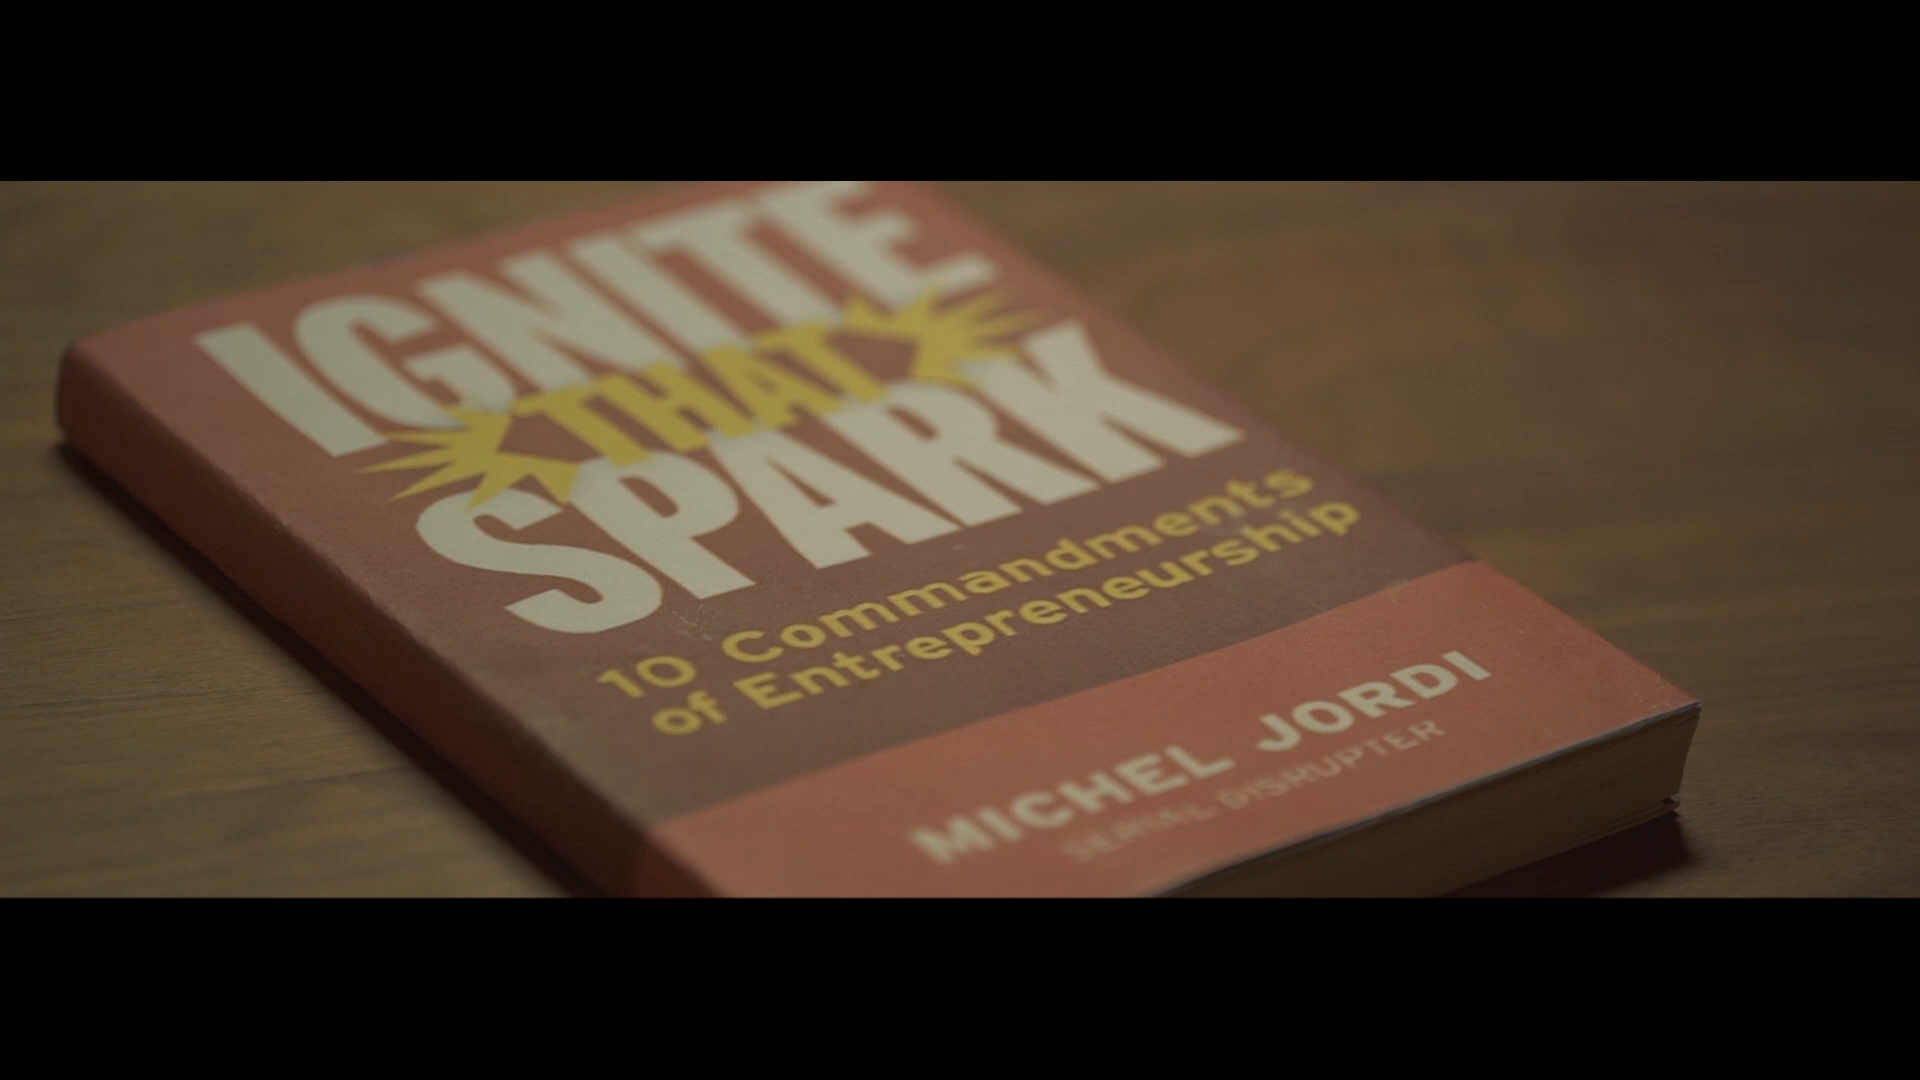 IGNITE
THAT
SPARK
10 Commandments
of Entrepreneurship
MICHEL JORDI
SERIAL DISRUPTER